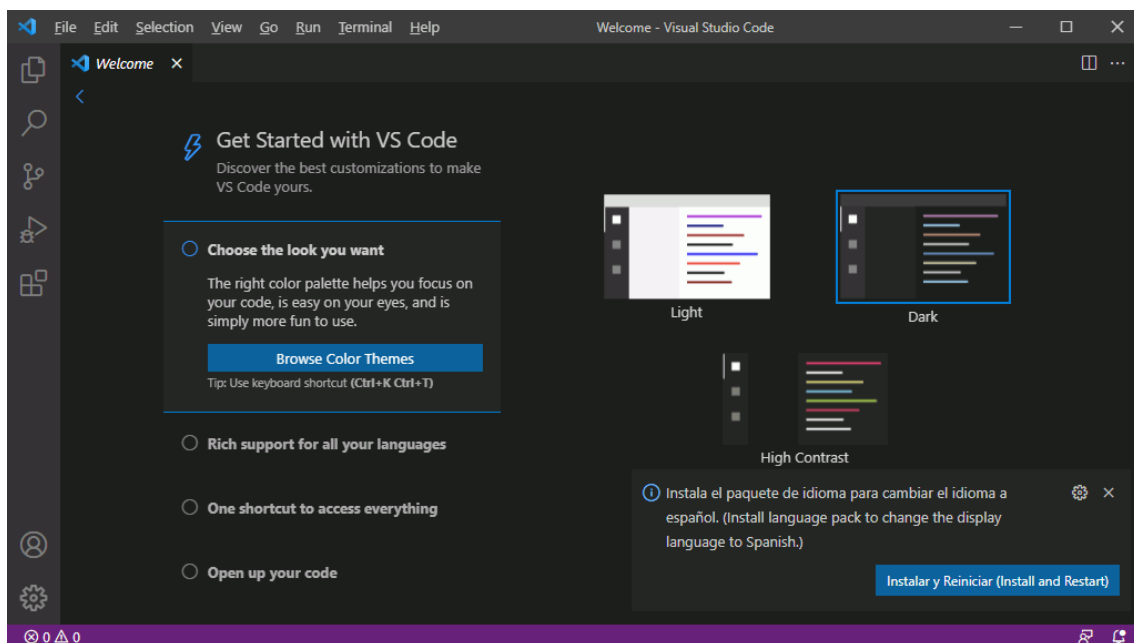 File Edit Selection View Go Run Terminal Help Welcome - Visual Studio Code
Welcome
Get Started with VS Code
Discover the best customizations to make
VS Code yours.
Choose the look you want
The right color palette helps you focus on
your code, is easy on your eyes, and is
simply more fun to use.
Browse Color Themes
Tip: Use keyboard shortcut (Ctrl+K Ctrl+T)
Rich support for all your languages
One shortcut to access everything
Open up your code
Light
Dark
High Contrast
Instala el paquete de idioma para cambiar el idioma a
español. (Install language pack to change the display
language to Spanish.)
Instalar y Reiniciar (Install and Restart)
0 0